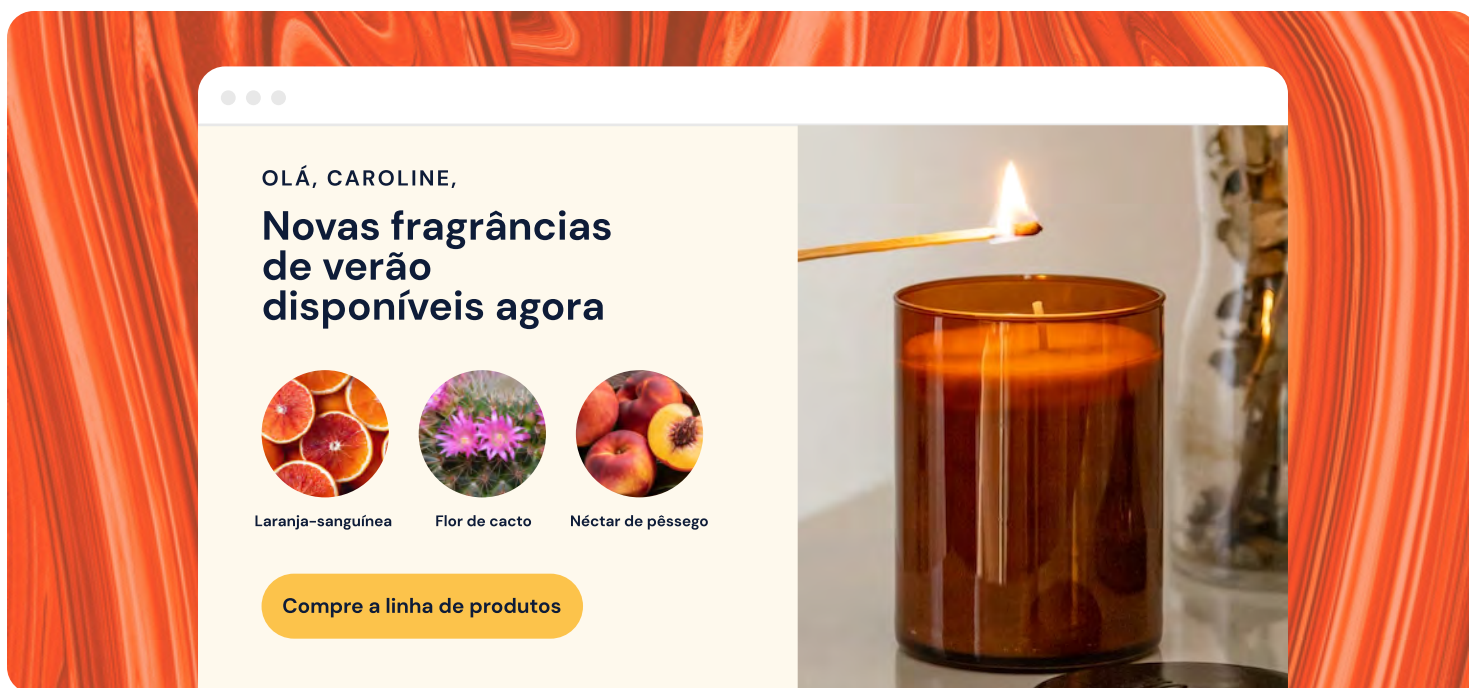 OLÁ, CAROLINE,
Novas fragrâncias
de verão
disponíveis agora
Laranja-sanguínea
Flor de cacto
Néctar de pêssego
Compre a linha de produtos